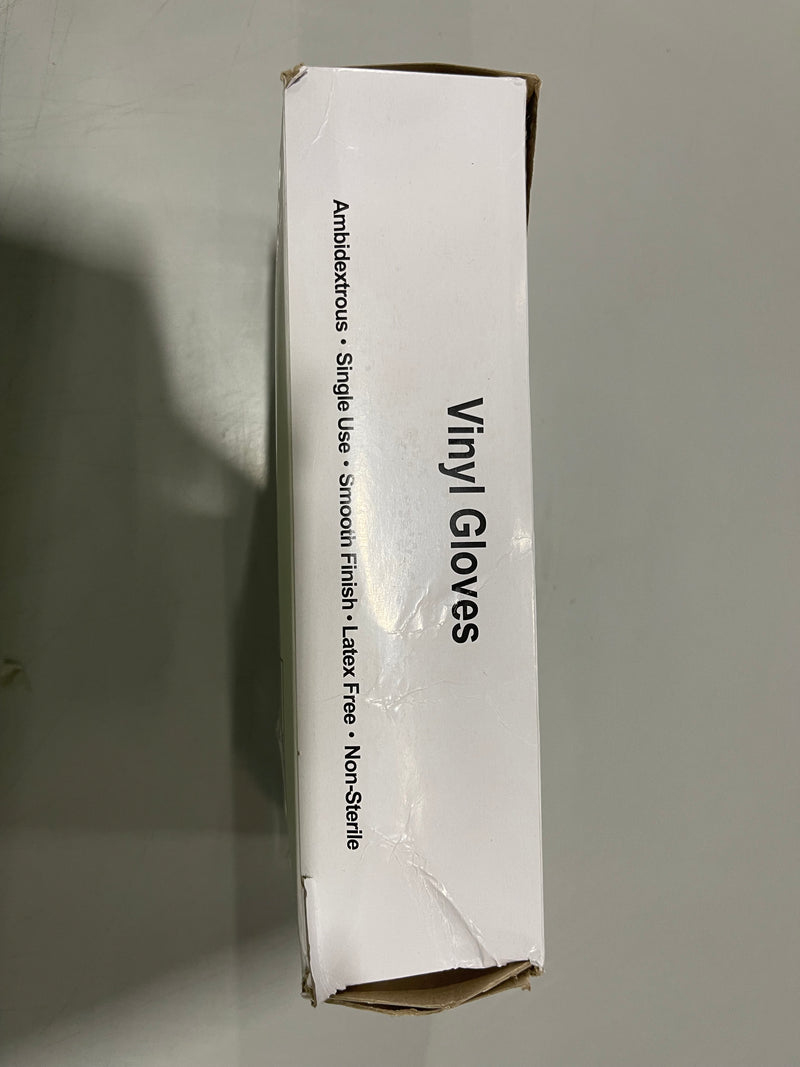 Vinyl Gloves
Ambidextrous • Single Use • Smooth Finish • Latex Free • Non-Sterile